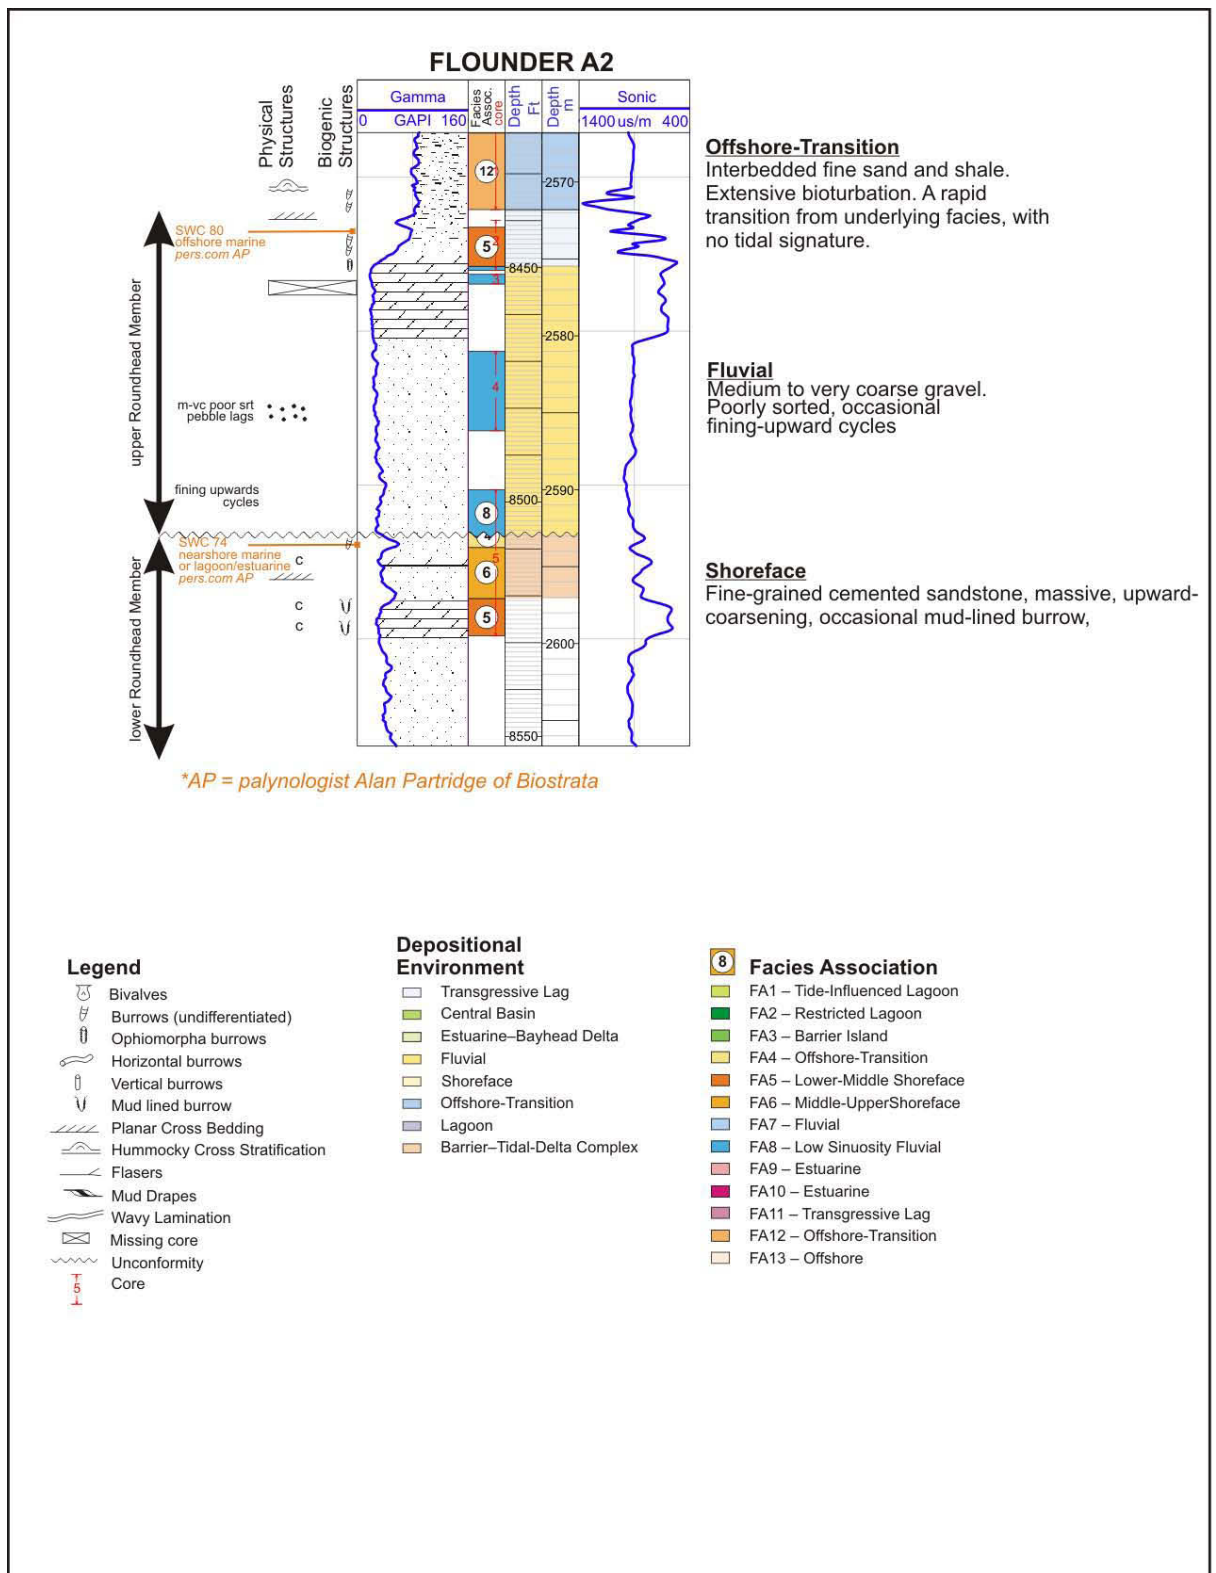 FLOUNDER A2
Physical
Structures
Biogenic
Structures
Gamma
0 GAPI 160
Facies
Assoc.
core
Depth
Ft
Depth
m
Sonic
1400 us/m 400
12
2570
Offshore-Transition
Interbedded fine sand and shale.
Extensive bioturbation. A rapid
transition from underlying facies, with
no tidal signature.
SWC 80
offshore marine
pers.com AP
5
8450
3
2580
upper Roundhead Member
4
Fluvial
Medium to very coarse gravel.
Poorly sorted, occasional
fining-upward cycles
m-vc poor srt
pebble lags
fining upwards
cycles
2590
8500
8
4
SWC 74
nearshore marine
or lagoon/estuarine
pers.com AP
c
5
6
Shoreface
Fine-grained cemented sandstone, massive, upward-
coarsening, occasional mud-lined burrow,
lower Roundhead Member
c
c
5
2600
8550
*AP = palynologist Alan Partridge of Biostrata
Legend
Bivalves
Burrows (undifferentiated)
Ophiomorpha burrows
Horizontal burrows
Vertical burrows
Mud lined burrow
Planar Cross Bedding
Hummocky Cross Stratification
Flasers
Mud Drapes
Wavy Lamination
Missing core
Unconformity
5 Core
Depositional
Environment
Transgressive Lag
Central Basin
Estuarine–Bayhead Delta
Fluvial
Shoreface
Offshore-Transition
Lagoon
Barrier–Tidal-Delta Complex
8 Facies Association
FA1 – Tide-Influenced Lagoon
FA2 – Restricted Lagoon
FA3 – Barrier Island
FA4 – Offshore-Transition
FA5 – Lower-Middle Shoreface
FA6 – Middle-UpperShoreface
FA7 – Fluvial
FA8 – Low Sinuosity Fluvial
FA9 – Estuarine
FA10 – Estuarine
FA11 – Transgressive Lag
FA12 – Offshore-Transition
FA13 – Offshore